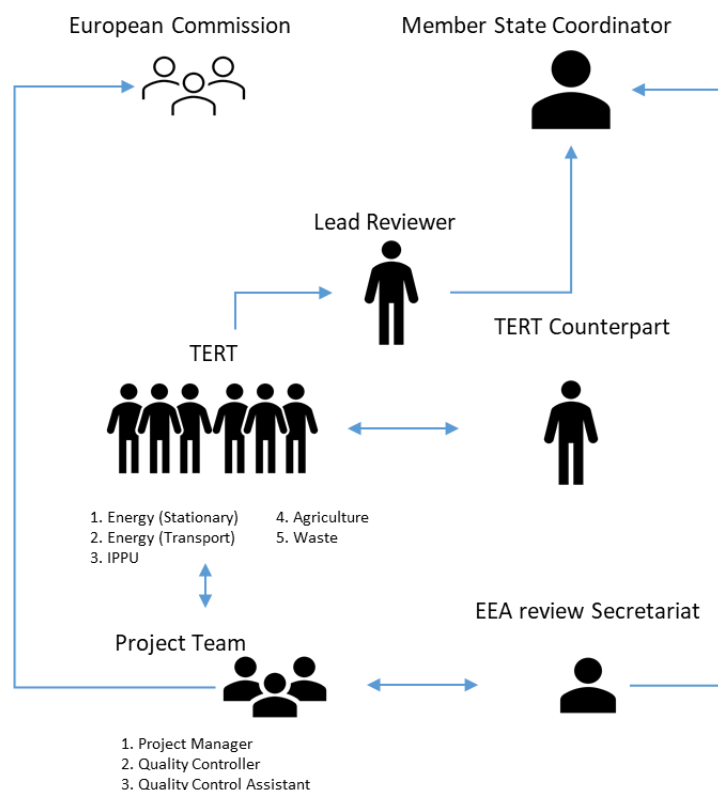 European Commission
Member State Coordinator
Lead Reviewer
TERT Counterpart
TERT
1. Energy (Stationary)
2. Energy (Transport)
3. IPPU
4. Agriculture
5. Waste
EEA review Secretariat
Project Team
1. Project Manager
2. Quality Controller
3. Quality Control Assistant